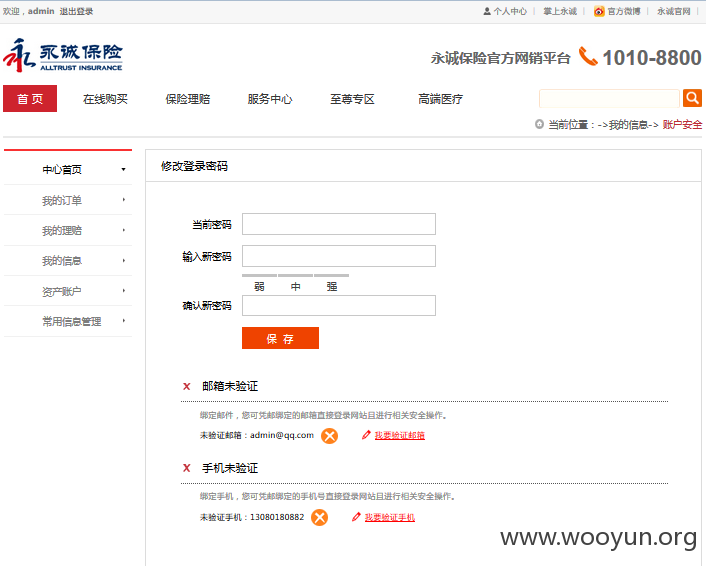 欢迎，admin 退出登录
个人中心 | 掌上永诚 | 官方微博 | 永诚官网 |
永诚保险
ALLTRUST INSURANCE
永诚保险官方网销平台 1010-8800
首 页 在线购买 保险理赔 服务中心 至尊专区 高端医疗
当前位置：->我的信息-> 账户安全
中心首页
我的订单
我的理赔
我的信息
资产账户
常用信息管理
修改登录密码
当前密码
输入新密码
弱 中 强
确认新密码
保 存
x 邮箱未验证
绑定邮件，您可凭邮绑定的邮箱直接登录网站且进行相关安全操作。
未验证邮箱：admin@qq.com 我要验证邮箱
x 手机未验证
绑定手机，您可凭邮绑定的手机号直接登录网站且进行相关安全操作。
未验证手机：13080180882 我要验证手机
www.wooyun.org